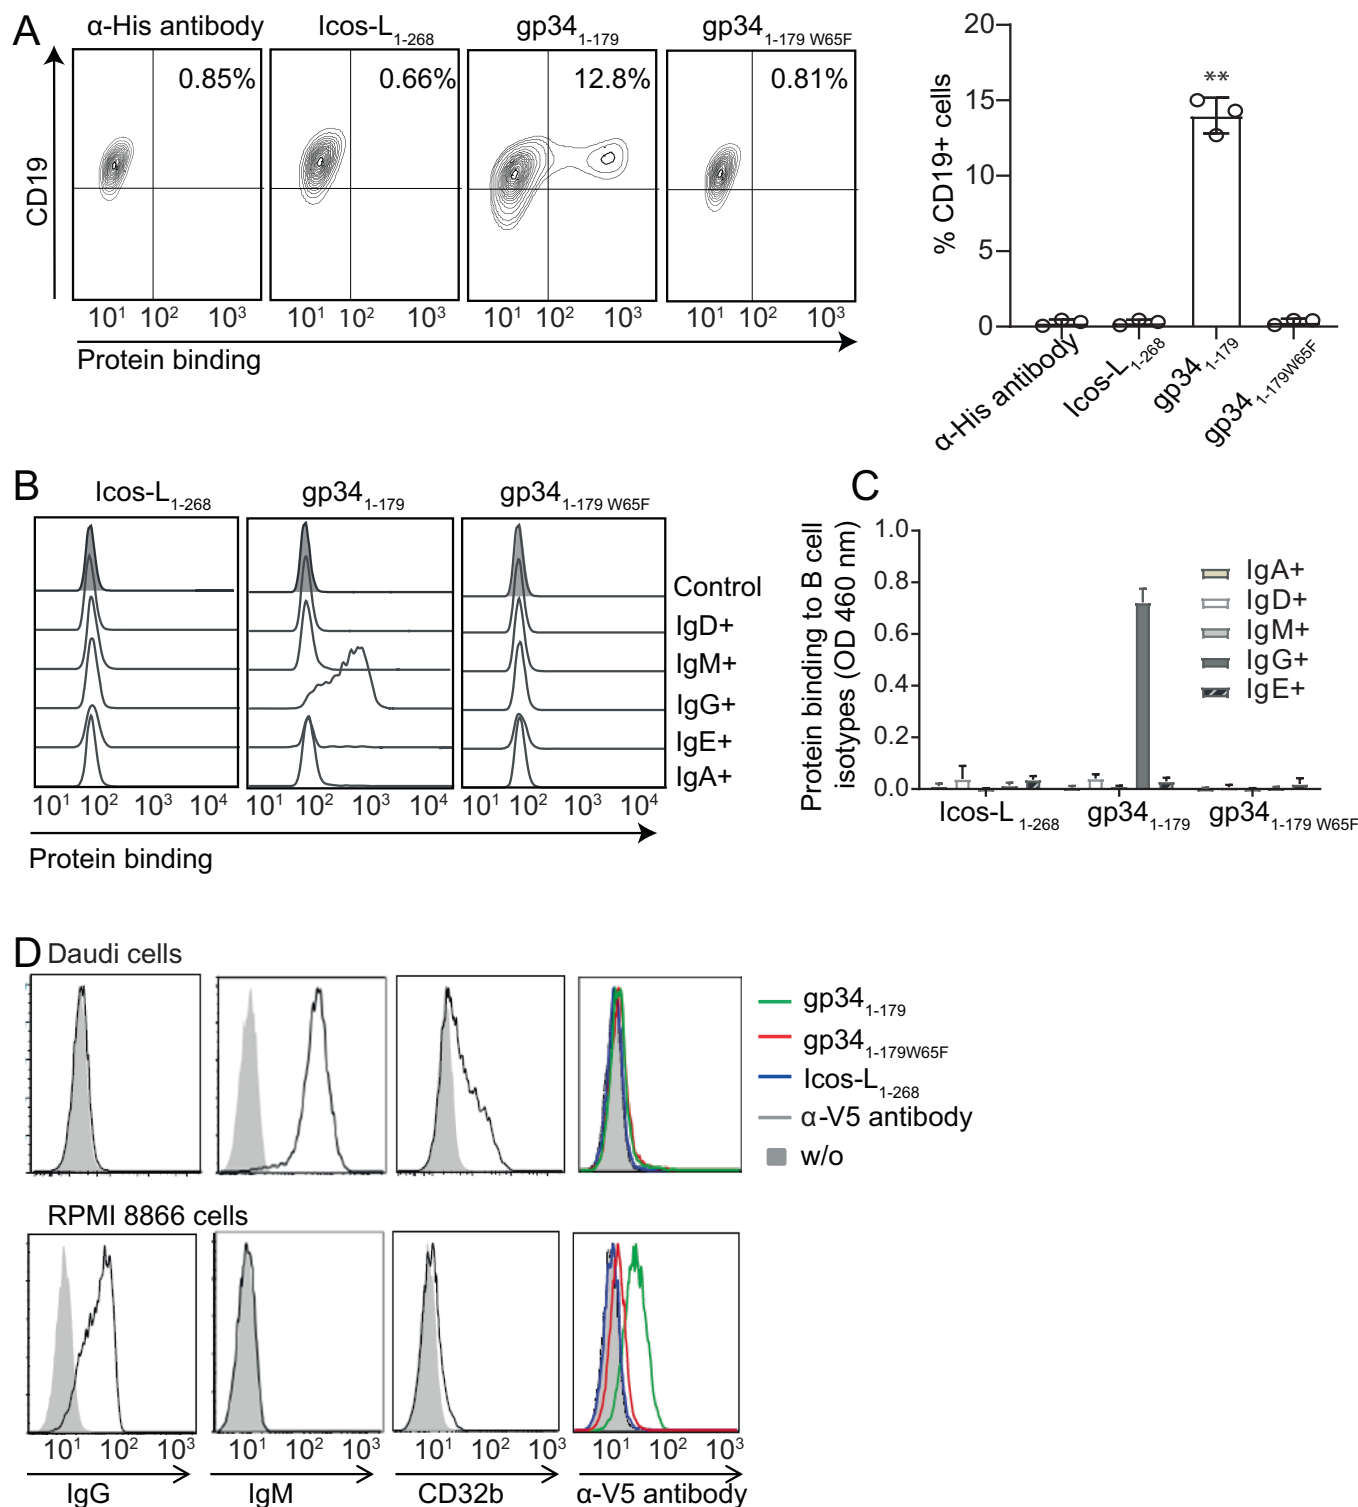 A
α-His antibody
Icos-L1-268
gp341-179
gp341-179 W65F
0.85%
0.66%
12.8%
0.81%
CD19
10¹ 10² 10³
10¹ 10² 10³
10¹ 10² 10³
10¹ 10² 10³
Protein binding
% CD19+ cells
20
15
10
5
0
**
α-His antibody
Icos-L1-268
gp341-179
gp341-179W65F
B
Icos-L1-268
gp341-179
gp341-179 W65F
Control
IgD+
IgM+
IgG+
IgE+
IgA+
10¹ 10² 10³ 10⁴
10¹ 10² 10³ 10⁴
10¹ 10² 10³ 10⁴
Protein binding
C
Protein binding to B cell
isotypes (OD 460 nm)
1.0
0.8
0.6
0.4
0.2
0.0
IgA+
IgD+
IgM+
IgG+
IgE+
Icos-L1-268
gp341-179
gp341-179 W65F
D Daudi cells
gp341-179
gp341-179W65F
Icos-L1-268
α-V5 antibody
w/o
RPMI 8866 cells
10¹ 10² 10³
10¹ 10² 10³
10¹ 10² 10³
10¹ 10² 10³
IgG
IgM
CD32b
α-V5 antibody